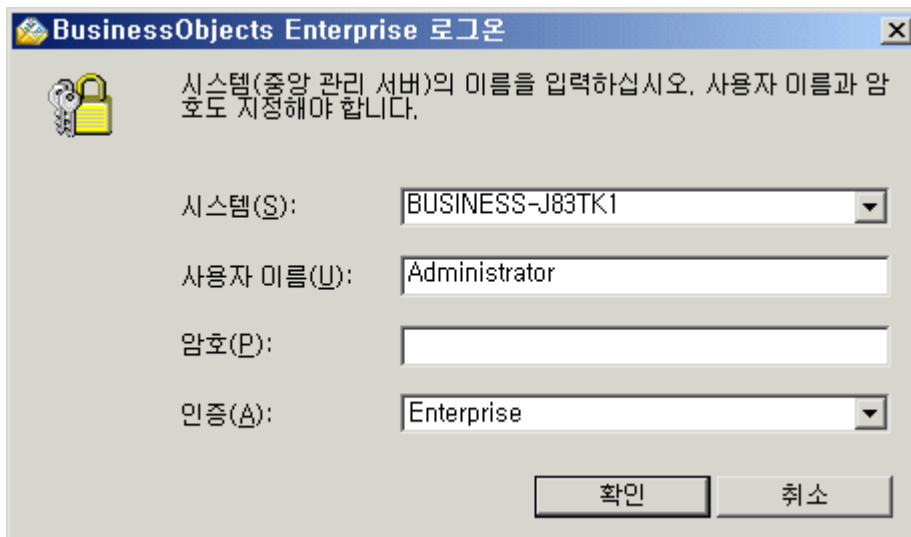 BusinessObjects Enterprise 로그온
시스템(중앙 관리 서버)의 이름을 입력하십시오. 사용자 이름과 암
호도 지정해야 합니다.
시스템(S): BUSINESS-J83TK1
사용자 이름(U): Administrator
암호(P):
인증(A): Enterprise
확인 취소